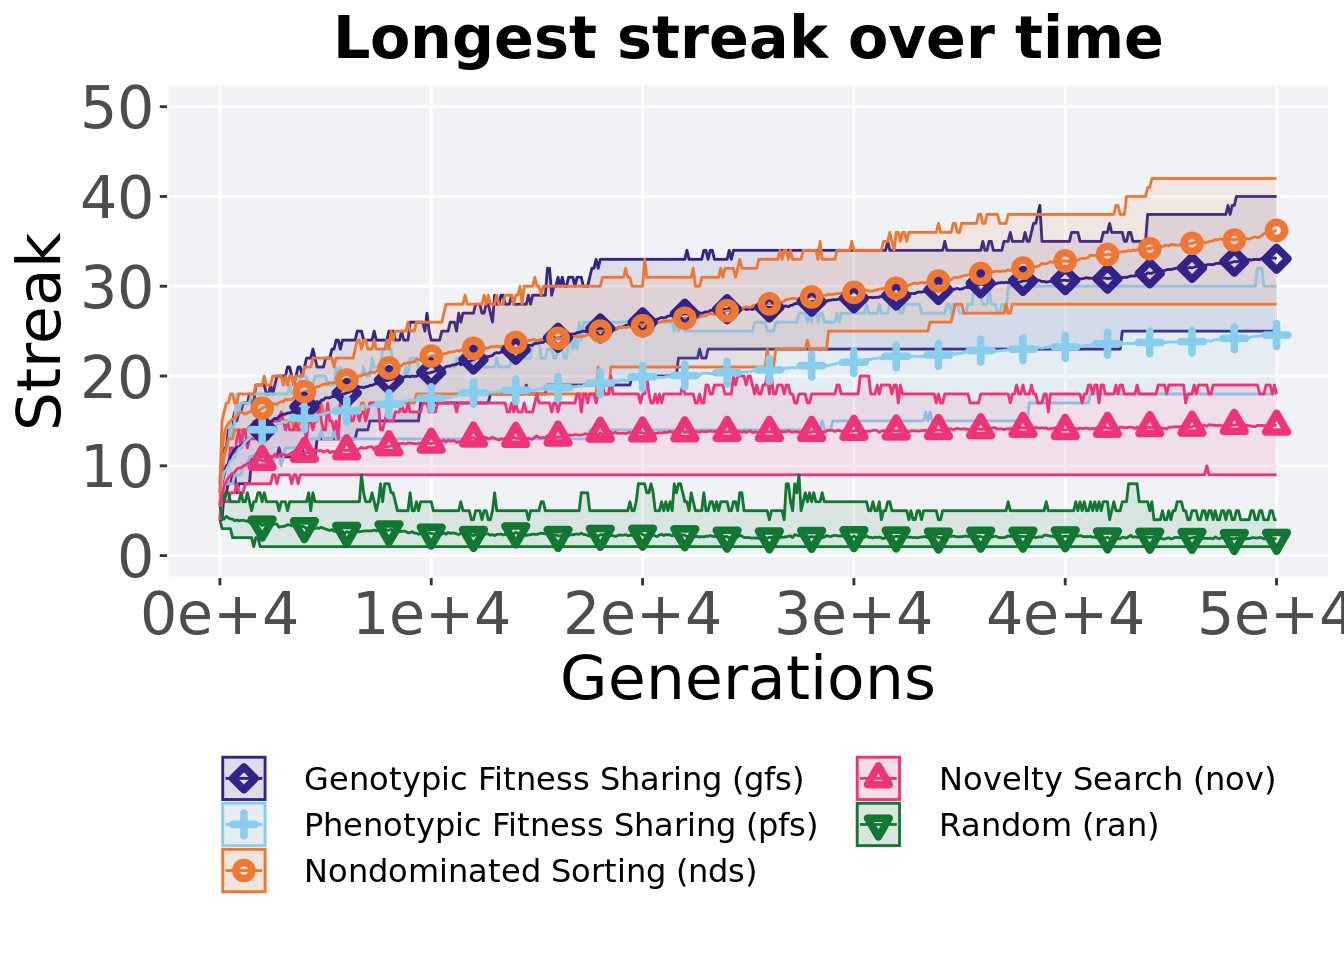 Longest streak over time
50
40
30
20
10
0
Streak
0e+4 1e+4 2e+4 3e+4 4e+4 5e+4
Generations
Genotypic Fitness Sharing (gfs)
Phenotypic Fitness Sharing (pfs)
Nondominated Sorting (nds)
Novelty Search (nov)
Random (ran)